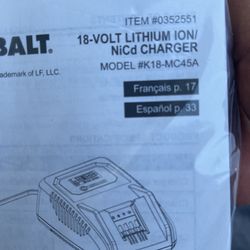 ITEM #0352551
BALT.
18-VOLT LITHIUM ION/
NiCd CHARGER
trademark of LF, LLC.
MODEL #K18-MC45A
Français p. 17
Español p. 33